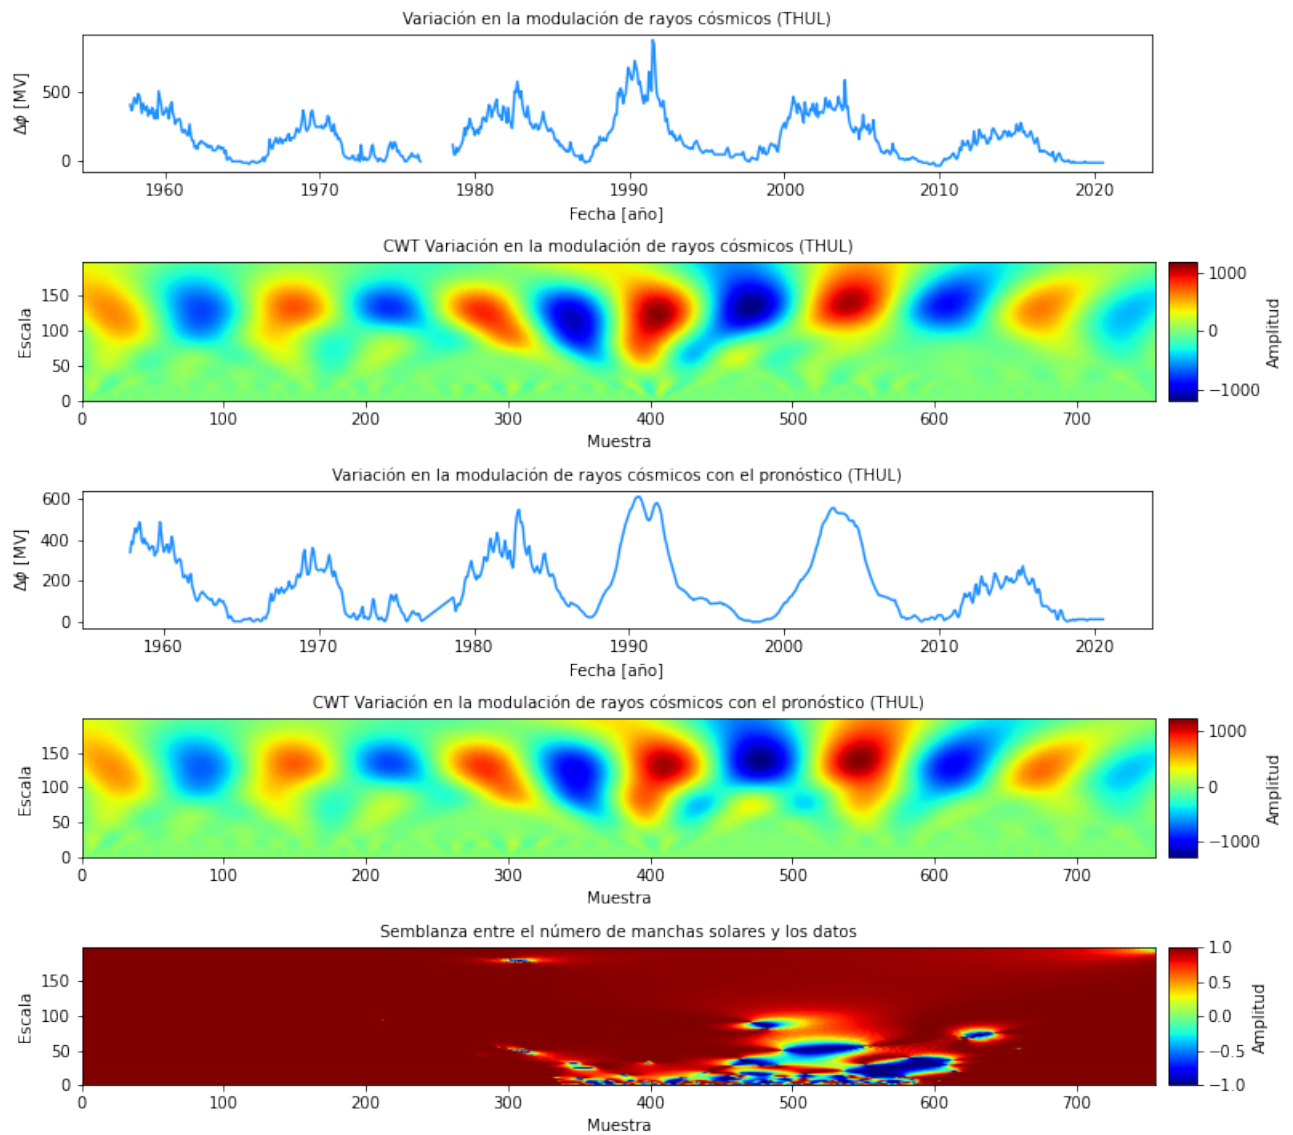 Variación en la modulación de rayos cósmicos (THUL)
Δϕ [MV]
500
0
1960 1970 1980 1990 2000 2010 2020
Fecha [año]
CWT Variación en la modulación de rayos cósmicos (THUL)
Escala
150
100
50
0
0 100 200 300 400 500 600 700
Muestra
1000
0
−1000
Amplitud
Variación en la modulación de rayos cósmicos con el pronóstico (THUL)
Δϕ [MV]
600
400
200
0
1960 1970 1980 1990 2000 2010 2020
Fecha [año]
CWT Variación en la modulación de rayos cósmicos con el pronóstico (THUL)
Escala
150
100
50
0
0 100 200 300 400 500 600 700
Muestra
1000
0
−1000
Amplitud
Semblanza entre el número de manchas solares y los datos
Escala
150
100
50
0
0 100 200 300 400 500 600 700
Muestra
1.0
0.5
0.0
−0.5
−1.0
Amplitud